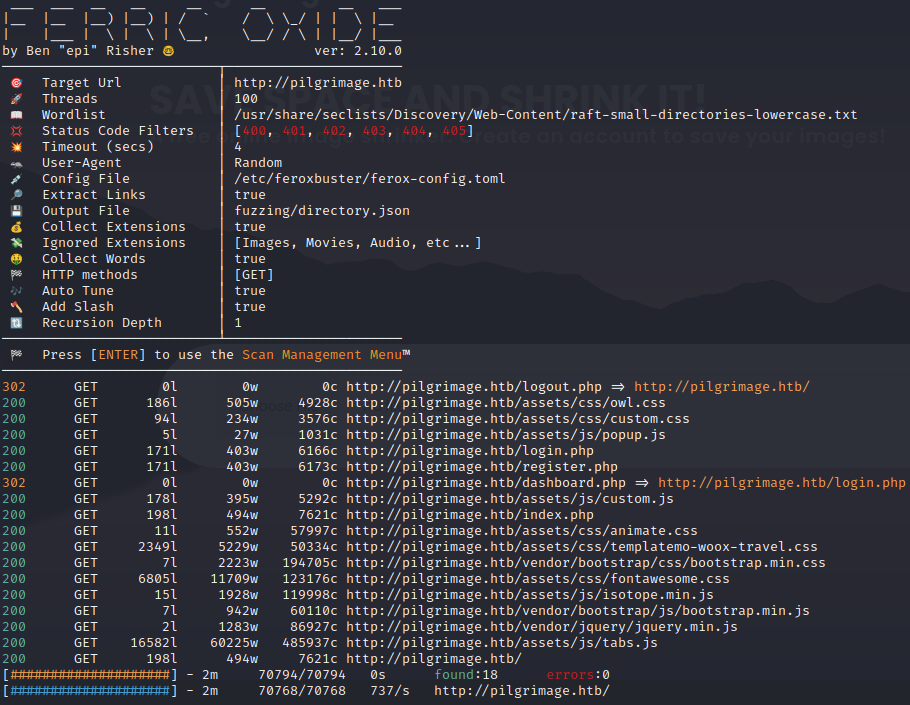 FERRIC OXIDE
by Ben "epi" Risher 🤓 ver: 2.10.0
🎯 Target Url │ http://pilgrimage.htb
🚀 Threads │ 100
📖 Wordlist │ /usr/share/seclists/Discovery/Web-Content/raft-small-directories-lowercase.txt
💢 Status Code Filters │ [400, 401, 402, 403, 404, 405]
💥 Timeout (secs) │ 4
🦡 User-Agent │ Random
💉 Config File │ /etc/feroxbuster/ferox-config.toml
🔎 Extract Links │ true
💾 Output File │ fuzzing/directory.json
💰 Collect Extensions │ true
💸 Ignored Extensions │ [Images, Movies, Audio, etc...]
🤑 Collect Words │ true
🏁 HTTP methods │ [GET]
🎶 Auto Tune │ true
🪓 Add Slash │ true
🔃 Recursion Depth │ 1
🏁 Press [ENTER] to use the Scan Management Menu™
302 GET 0l 0w 0c http://pilgrimage.htb/logout.php => http://pilgrimage.htb/
200 GET 186l 505w 4928c http://pilgrimage.htb/assets/css/owl.css
200 GET 94l 234w 3576c http://pilgrimage.htb/assets/css/custom.css
200 GET 5l 27w 1031c http://pilgrimage.htb/assets/js/popup.js
200 GET 171l 403w 6166c http://pilgrimage.htb/login.php
200 GET 171l 403w 6173c http://pilgrimage.htb/register.php
302 GET 0l 0w 0c http://pilgrimage.htb/dashboard.php => http://pilgrimage.htb/login.php
200 GET 178l 395w 5292c http://pilgrimage.htb/assets/js/custom.js
200 GET 198l 494w 7621c http://pilgrimage.htb/index.php
200 GET 11l 552w 57997c http://pilgrimage.htb/assets/css/animate.css
200 GET 2349l 5229w 50334c http://pilgrimage.htb/assets/css/templatemo-woox-travel.css
200 GET 7l 2223w 194705c http://pilgrimage.htb/vendor/bootstrap/css/bootstrap.min.css
200 GET 6805l 11709w 123176c http://pilgrimage.htb/assets/css/fontawesome.css
200 GET 15l 1928w 119998c http://pilgrimage.htb/assets/js/isotope.min.js
200 GET 7l 942w 60110c http://pilgrimage.htb/vendor/bootstrap/js/bootstrap.min.js
200 GET 2l 1283w 86927c http://pilgrimage.htb/vendor/jquery/jquery.min.js
200 GET 16582l 60225w 485937c http://pilgrimage.htb/assets/js/tabs.js
200 GET 198l 494w 7621c http://pilgrimage.htb/
[####################] - 2m 70794/70794 0s found:18 errors:0
[####################] - 2m 70768/70768 737/s http://pilgrimage.htb/